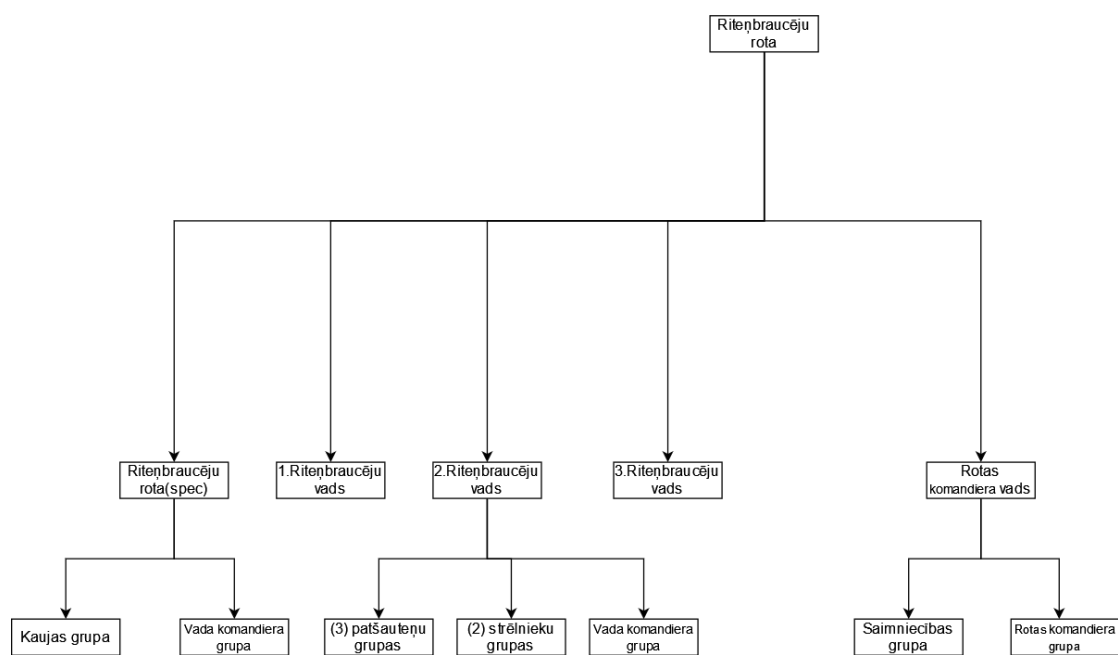 Riteņbraucēju
rota
Riteņbraucēju
rota(spec)
1.Riteņbraucēju
vads
2.Riteņbraucēju
vads
3.Riteņbraucēju
vads
Rotas
komandiera vads
Kaujas grupa
Vada komandiera
grupa
(3) patšauteņu
grupas
(2) strēlnieku
grupas
Vada komandiera
grupa
Saimniecības
grupa
Rotas komandiera
grupa